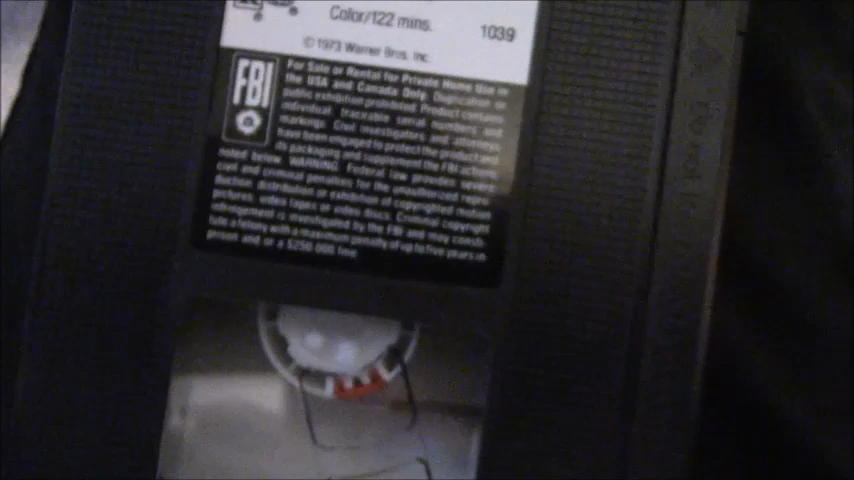 Color/122 mins.
1039
©1973 Warner Bros. Inc.
FBI
For Sale or Rental for Private Home Use in
the USA and Canada Only. Duplication or
public exhibition prohibited. Product contains
individual, traceable serial numbers and
markings. Civil investigators and attorneys
have been engaged to protect the product and
its packaging and supplement the FBI actions
noted below. WARNING: Federal law provides severe
civil and criminal penalties for the unauthorized repro-
duction, distribution or exhibition of copyrighted motion
pictures, video tapes or video discs. Criminal copyright
infringement is investigated by the FBI and may consti-
tute a felony with a maximum penalty of up to five years in
prison and or a $250,000 fine.